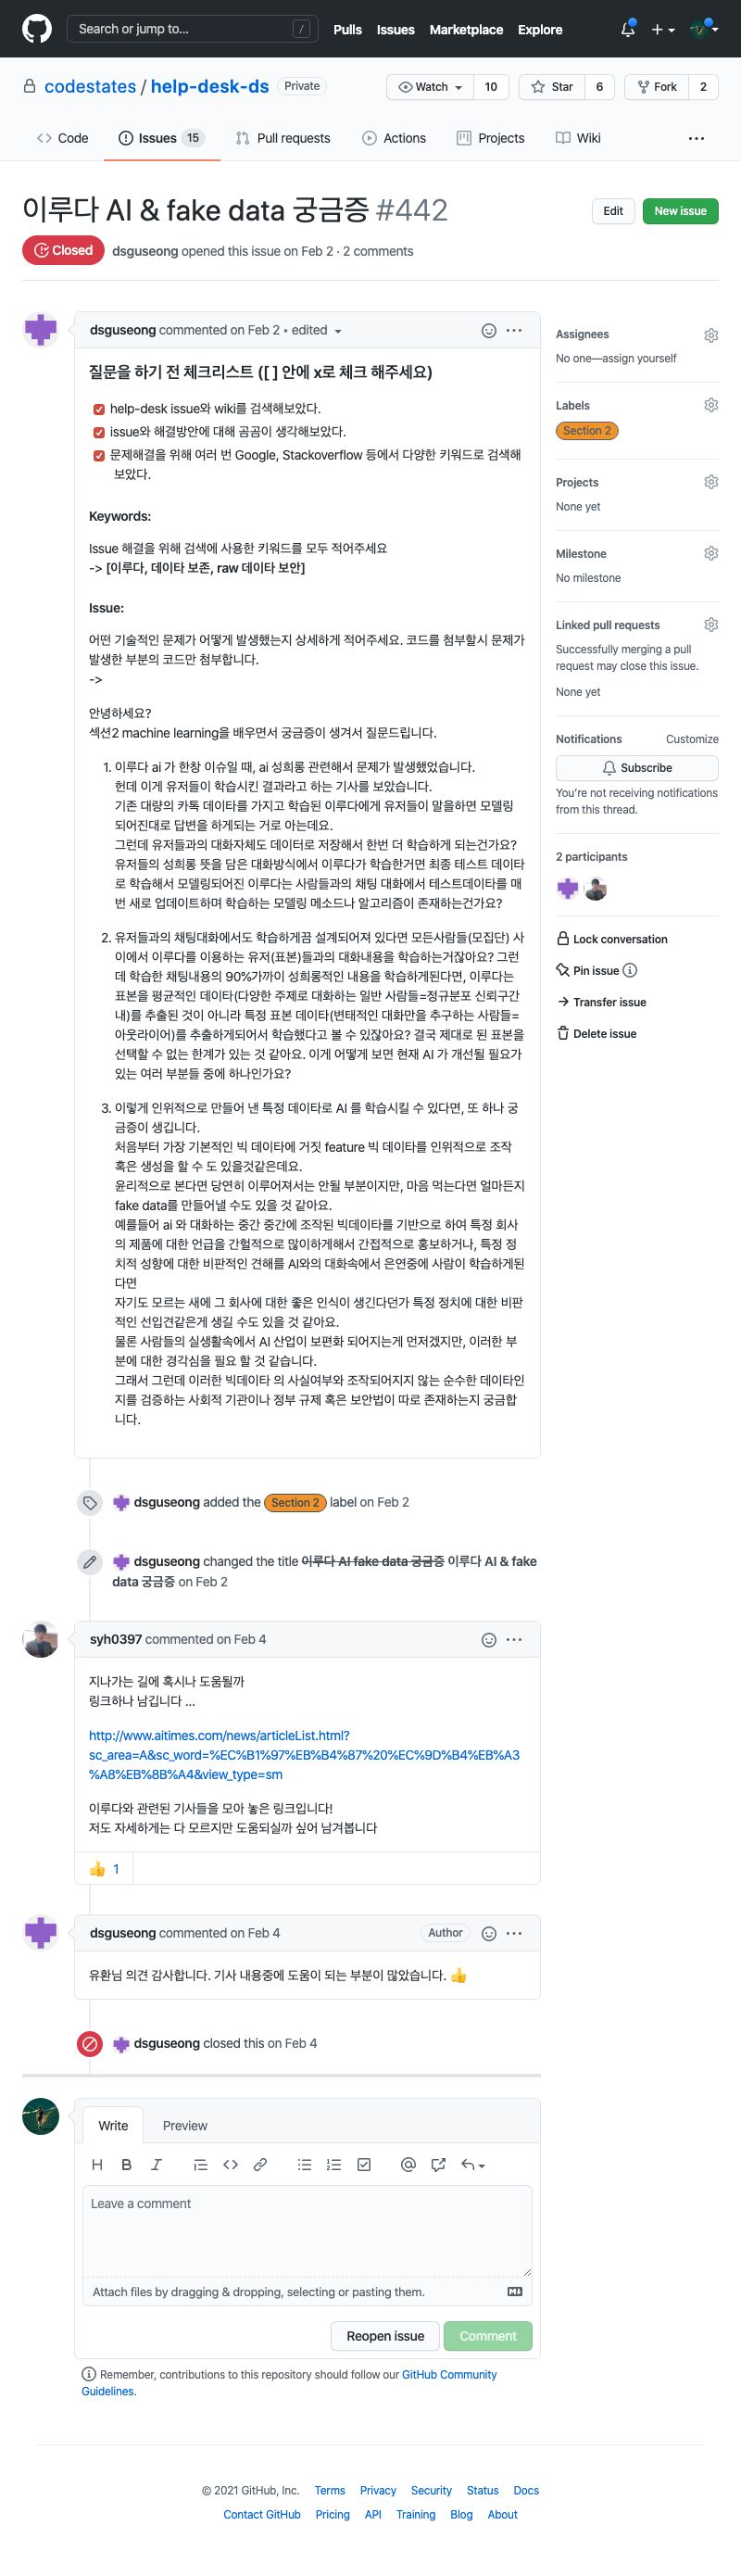 Search or jump to... /
Pulls Issues Marketplace Explore
codestates / help-desk-ds Private
Watch 10 Star 6 Fork 2
Code Issues 15 Pull requests Actions Projects Wiki
이루다 AI & fake data 궁금증 #442
Edit New issue
Closed dsguseong opened this issue on Feb 2 · 2 comments
dsguseong commented on Feb 2 • edited
질문을 하기 전 체크리스트 ([ ] 안에 x로 체크 해주세요)
help-desk issue와 wiki를 검색해보았다.
issue와 해결방안에 대해 곰곰이 생각해보았다.
문제해결을 위해 여러 번 Google, Stackoverflow 등에서 다양한 키워드로 검색해
보았다.
Keywords:
Issue 해결을 위해 검색에 사용한 키워드를 모두 적어주세요
-> [이루다, 데이타 보존, raw 데이타 보안]
Issue:
어떤 기술적인 문제가 어떻게 발생했는지 상세하게 적어주세요. 코드를 첨부할시 문제가
발생한 부분의 코드만 첨부합니다.
->
안녕하세요?
섹션2 machine learning을 배우면서 궁금증이 생겨서 질문드립니다.
1. 이루다 ai 가 한창 이슈일 때, ai 성희롱 관련해서 문제가 발생했었습니다.
헌데 이게 유저들이 학습시킨 결과라고 하는 기사를 보았습니다.
기존 대량의 카톡 데이타를 가지고 학습된 이루다에게 유저들이 말을하면 모델링
되어진대로 답변을 하게되는 거로 아는데요.
그런데 유저들과의 대화자체도 데이터로 저장해서 한번 더 학습하게 되는건가요?
유저들의 성희롱 뜻을 담은 대화방식에서 이루다가 학습한거면 최종 테스트 데이타
로 학습해서 모델링되어진 이루다는 사람들과의 채팅 대화에서 테스트데이타를 매
번 새로 업데이트하며 학습하는 모델링 메소드나 알고리즘이 존재하는건가요?
2. 유저들과의 채팅대화에서도 학습하게끔 설계되어져 있다면 모든사람들(모집단) 사
이에서 이루다를 이용하는 유저(표본)들과의 대화내용을 학습하는거잖아요? 그런
데 학습한 채팅내용의 90%가까이 성희롱적인 내용을 학습하게된다면, 이루다는
표본을 평균적인 데이타(다양한 주제로 대화하는 일반 사람들=정규분포 신뢰구간
내)를 추출된 것이 아니라 특정 표본 데이타(변태적인 대화만을 추구하는 사람들=
아웃라이어)를 추출하게되어서 학습했다고 볼 수 있잖아요? 결국 제대로 된 표본을
선택할 수 없는 한계가 있는 것 같아요. 이게 어떻게 보면 현재 AI 가 개선될 필요가
있는 여러 부분들 중에 하나인가요?
3. 이렇게 인위적으로 만들어 낸 특정 데이타로 AI 를 학습시킬 수 있다면, 또 하나 궁
금증이 생깁니다.
처음부터 가장 기본적인 빅 데이타에 거짓 feature 빅 데이타를 인위적으로 조작
혹은 생성을 할 수 도 있을것같은데요.
윤리적으로 본다면 당연히 이루어져서는 안될 부분이지만, 마음 먹는다면 얼마든지
fake data를 만들어낼 수도 있을 것 같아요.
예를들어 ai 와 대화하는 중간 중간에 조작된 빅데이타를 기반으로 하여 특정 회사
의 제품에 대한 언급을 간헐적으로 많이하게해서 간접적으로 홍보하거나, 특정 정
치적 성향에 대한 비판적인 견해를 AI와의 대화속에서 은연중에 사람이 학습하게된
다면
자기도 모르는 새에 그 회사에 대한 좋은 인식이 생긴다던가 특정 정치에 대한 비판
적인 선입견같은게 생길 수도 있을 것 같아요.
물론 사람들의 실생활속에서 AI 산업이 보편화 되어지는게 먼저겠지만, 이러한 부
분에 대한 경각심을 필요 할 것 같습니다.
그래서 그런데 이러한 빅데이타 의 사실여부와 조작되어지지 않는 순수한 데이타인
지를 검증하는 사회적 기관이나 정부 규제 혹은 보안법이 따로 존재하는지 궁금합
니다.
dsguseong added the Section 2 label on Feb 2
dsguseong changed the title 이루다 AI fake data 궁금증 이루다 AI & fake
data 궁금증 on Feb 2
syh0397 commented on Feb 4
지나가는 길에 혹시나 도움될까
링크하나 남깁니다 ...
http://www.aitimes.com/news/articleList.html?
sc_area=A&sc_word=%EC%B1%97%EB%B4%87%20%EC%9D%B4%EB%A3
%A8%EB%8B%A4&view_type=sm
이루다와 관련된 기사들을 모아 놓은 링크입니다!
저도 자세하게는 다 모르지만 도움되실까 싶어 남겨봅니다
👍 1
dsguseong commented on Feb 4 Author
유환님 의견 감사합니다. 기사 내용중에 도움이 되는 부분이 많았습니다. 👍
dsguseong closed this on Feb 4
Write Preview
Leave a comment
Attach files by dragging & dropping, selecting or pasting them.
Reopen issue Comment
Remember, contributions to this repository should follow our GitHub Community
Guidelines.
Assignees
No one—assign yourself
Labels
Section 2
Projects
None yet
Milestone
No milestone
Linked pull requests
Successfully merging a pull
request may close this issue.
None yet
Notifications Customize
Subscribe
You're not receiving notifications
from this thread.
2 participants
Lock conversation
Pin issue
Transfer issue
Delete issue
© 2021 GitHub, Inc. Terms Privacy Security Status Docs
Contact GitHub Pricing API Training Blog About